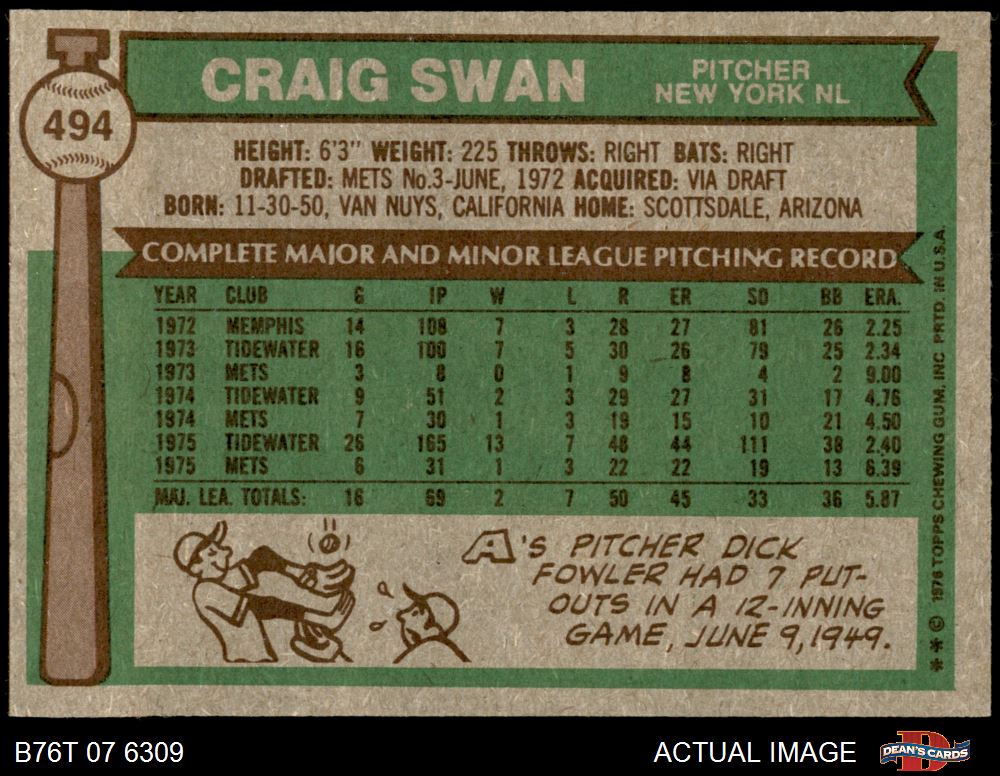 CRAIG SWAN
PITCHER
NEW YORK NL
494
HEIGHT: 6'3" WEIGHT: 225 THROWS: RIGHT BATS: RIGHT
DRAFTED: METS No.3-JUNE, 1972 ACQUIRED: VIA DRAFT
BORN: 11-30-50, VAN NUYS, CALIFORNIA HOME: SCOTTSDALE, ARIZONA
COMPLETE MAJOR AND MINOR LEAGUE PITCHING RECORD
YEAR CLUB G IP W L R ER SO BB ERA.
1972 MEMPHIS 14 108 7 3 28 27 81 26 2.25
1973 TIDEWATER 16 100 7 5 30 26 79 25 2.34
1973 METS 3 8 0 1 9 8 4 2 9.00
1974 TIDEWATER 9 51 2 3 29 27 31 17 4.76
1974 METS 7 30 1 3 19 15 10 21 4.50
1975 TIDEWATER 26 165 13 7 48 44 111 38 2.40
1975 METS 6 31 1 3 22 22 19 13 6.39
MAJ. LEA. TOTALS: 16 69 2 7 50 45 33 36 5.87
A'S PITCHER DICK
FOWLER HAD 7 PUT-
OUTS IN A 12-INNING
GAME, JUNE 9, 1949.
** © 1976 TOPPS CHEWING GUM, INC. PRTD. IN U.S.A.
B76T 07 6309
ACTUAL IMAGE
D
DEAN'S CARDS